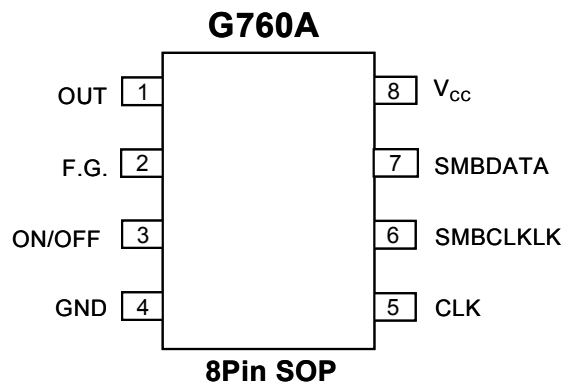 G760A
OUT 1 8 VCC
F.G. 2 7 SMBDATA
ON/OFF 3 6 SMBCLKLK
GND 4 5 CLK
8Pin SOP